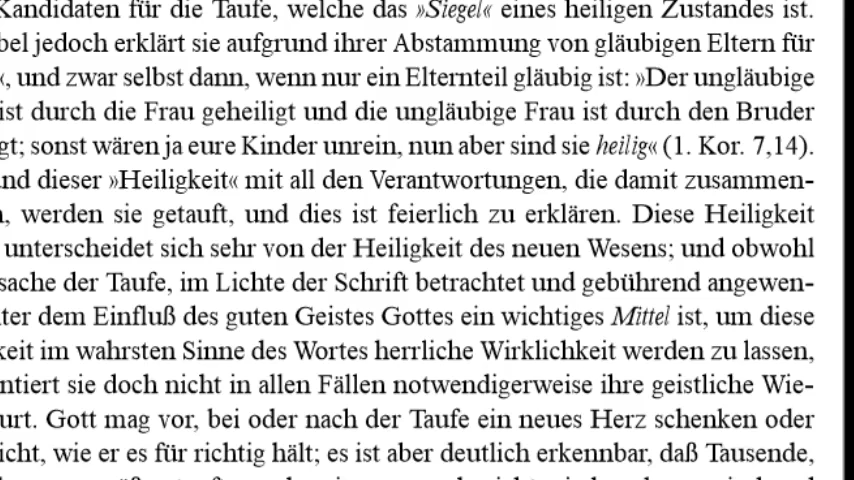 Kandidaten für die Taufe, welche das »Siegel« eines heiligen Zustandes ist.
bel jedoch erklärt sie aufgrund ihrer Abstammung von gläubigen Eltern für
«, und zwar selbst dann, wenn nur ein Elternteil gläubig ist: »Der ungläubige
ist durch die Frau geheiligt und die ungläubige Frau ist durch den Bruder
gt; sonst wären ja eure Kinder unrein, nun aber sind sie heilig« (1. Kor. 7,14).
nd dieser »Heiligkeit« mit all den Verantwortungen, die damit zusammen-
n, werden sie getauft, und dies ist feierlich zu erklären. Diese Heiligkeit
unterscheidet sich sehr von der Heiligkeit des neuen Wesens; und obwohl
sache der Taufe, im Lichte der Schrift betrachtet und gebührend angewen-
ter dem Einfluß des guten Geistes Gottes ein wichtiges Mittel ist, um diese
keit im wahrsten Sinne des Wortes herrliche Wirklichkeit werden zu lassen,
ntiert sie doch nicht in allen Fällen notwendigerweise ihre geistliche Wie-
urt. Gott mag vor, bei oder nach der Taufe ein neues Herz schenken oder
icht, wie er es für richtig hält; es ist aber deutlich erkennbar, daß Tausende,